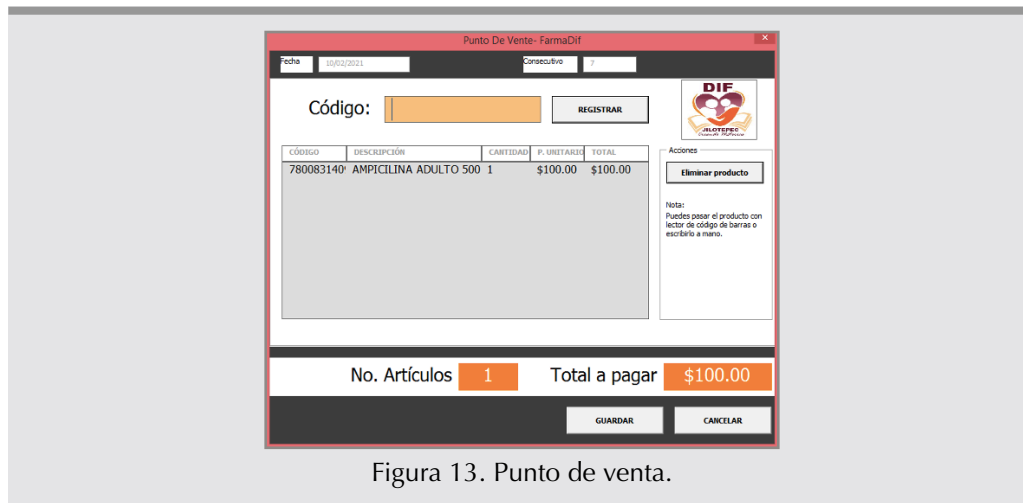 Punto De Vente- FarmaDif
Fecha 10/02/2021 Consecutivo 7
Código: REGISTRAR
DIF
JILOTEPEC
CÓDIGO DESCRIPCIÓN CANTIDAD P. UNITARIO TOTAL
780083140 AMPICILINA ADULTO 500 1 $100.00 $100.00
Acciones
Eliminar producto
Nota:
Puedes pasar el producto con
lector de código de barras o
escribirlo a mano.
No. Artículos 1 Total a pagar $100.00
GUARDAR CANCELAR
Figura 13. Punto de venta.